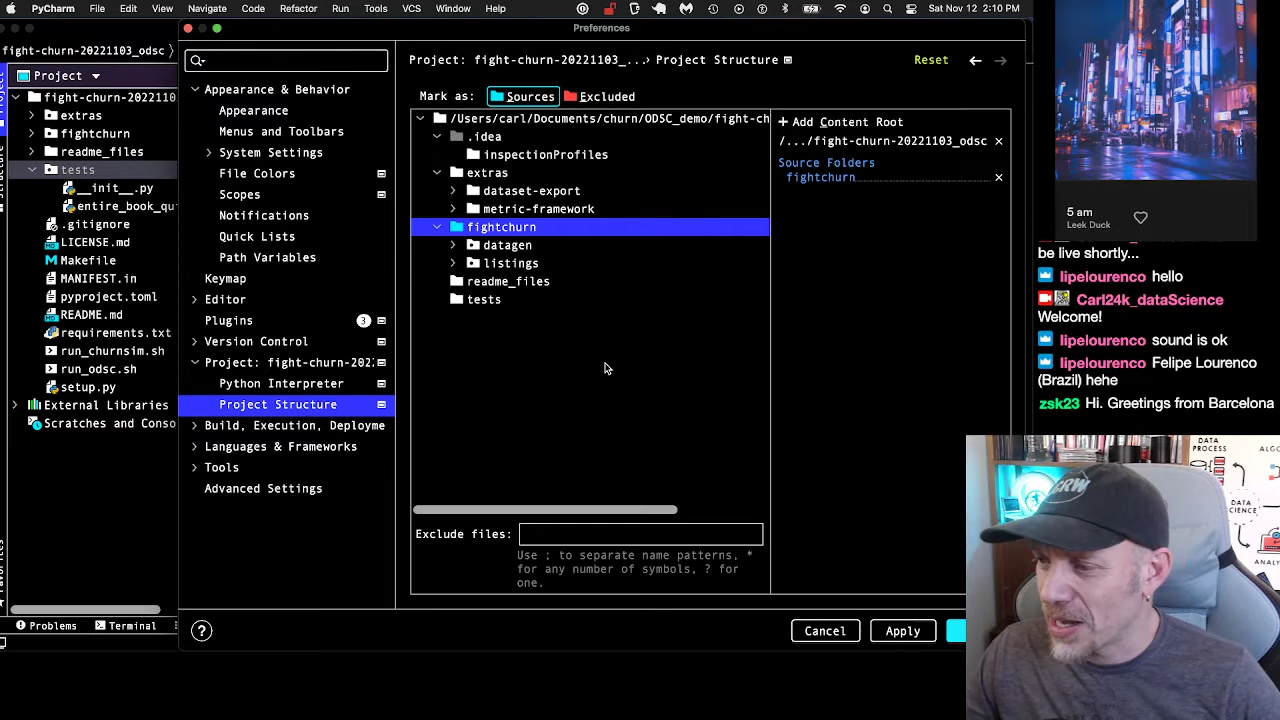 PyCharm File Edit View Navigate Code Refactor Run Tools VCS Window Help Sat Nov 12 2:10 PM
Preferences
fight-churn-20221103_odsc
Project
fight-churn-2022110
extras
fightchurn
readme_files
tests
__init__.py
entire_book_qu
.gitignore
LICENSE.md
Makefile
MANIFEST.in
pyproject.toml
README.md
requirements.txt
run_churnsim.sh
run_odsc.sh
setup.py
External Libraries
Scratches and Conso
Problems Terminal
Appearance & Behavior
Appearance
Menus and Toolbars
System Settings
File Colors
Scopes
Notifications
Quick Lists
Path Variables
Keymap
Editor
Plugins 3
Version Control
Project: fight-churn-202
Python Interpreter
Project Structure
Build, Execution, Deployme
Languages & Frameworks
Tools
Advanced Settings
?
Project: fight-churn-20221103_...› Project Structure Reset
Mark as: Sources Excluded
/Users/carl/Documents/churn/ODSC_demo/fight-ch
.idea
inspectionProfiles
extras
dataset-export
metric-framework
fightchurn
datagen
listings
readme_files
tests
Exclude files:
Use ; to separate name patterns, *
for any number of symbols, ? for
one.
+ Add Content Root
/.../fight-churn-20221103_odsc
Source Folders
fightchurn
Cancel Apply
5 am
Leek Duck
be live shortly...
lipelourenco hello
Carl24k_dataScience
Welcome!
lipelourenco sound is ok
lipelourenco Felipe Lourenco
(Brazil) hehe
zsk23 Hi. Greetings from Barcelona
DATA
PROCESS
ALGO
DATA
SCIENCE
ANALY
CRW